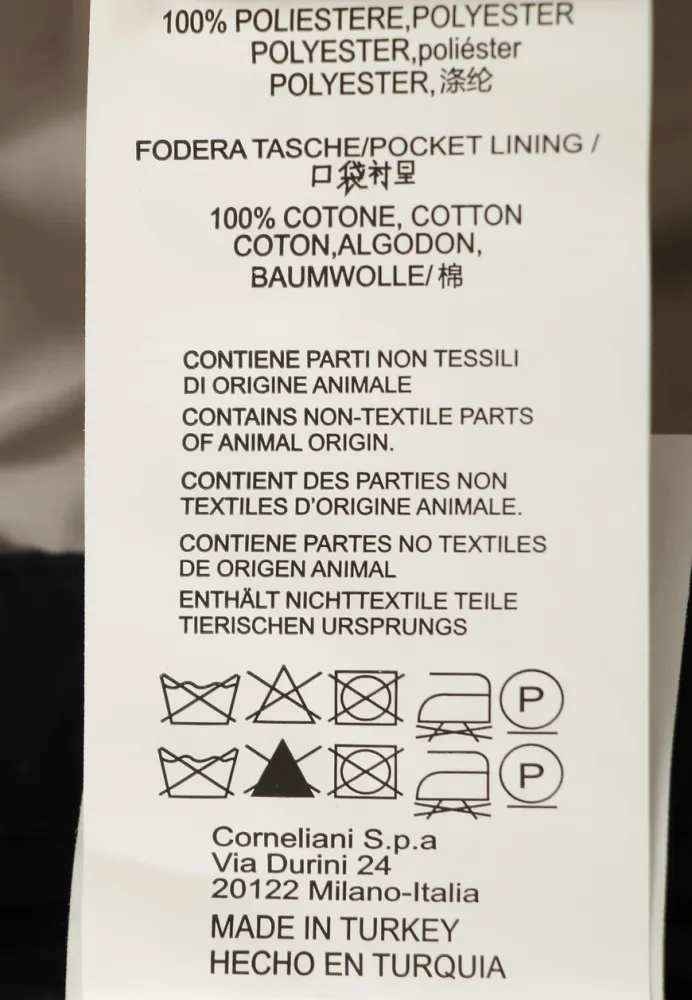 100% POLIESTERE,POLYESTER
POLYESTER,poliéster
POLYESTER,涤纶
FODERA TASCHE/POCKET LINING /
口袋衬里
100% COTONE, COTTON
COTON,ALGODON,
BAUMWOLLE/棉
CONTIENE PARTI NON TESSILI
DI ORIGINE ANIMALE
CONTAINS NON-TEXTILE PARTS
OF ANIMAL ORIGIN.
CONTIENT DES PARTIES NON
TEXTILES D'ORIGINE ANIMALE.
CONTIENE PARTES NO TEXTILES
DE ORIGEN ANIMAL
ENTHÄLT NICHTTEXTILE TEILE
TIERISCHEN URSPRUNGS
P
P
Corneliani S.p.a
Via Durini 24
20122 Milano-Italia
MADE IN TURKEY
HECHO EN TURQUIA